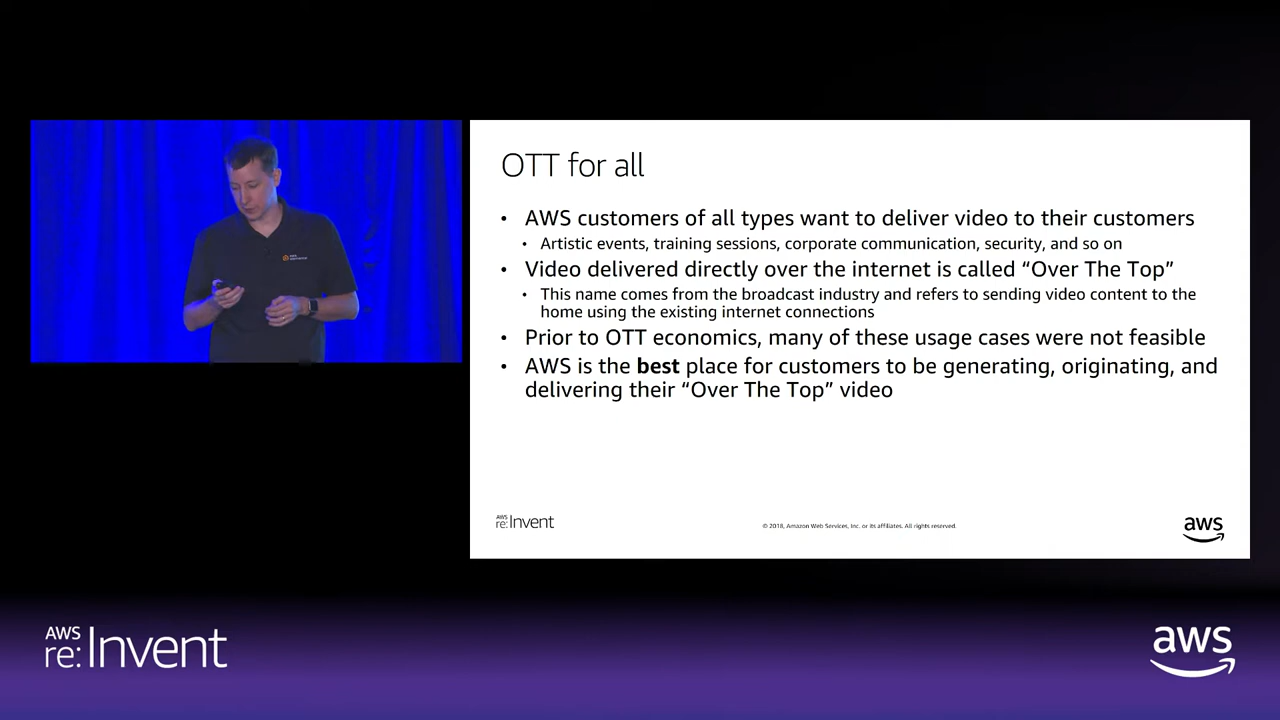 OTT for all
• AWS customers of all types want to deliver video to their customers
• Artistic events, training sessions, corporate communication, security, and so on
• Video delivered directly over the internet is called “Over The Top”
• This name comes from the broadcast industry and refers to sending video content to the
home using the existing internet connections
• Prior to OTT economics, many of these usage cases were not feasible
• AWS is the best place for customers to be generating, originating, and
delivering their “Over The Top” video
AWS
re:Invent
© 2018, Amazon Web Services, Inc. or its affiliates. All rights reserved.
aws
AWS
re:Invent
aws